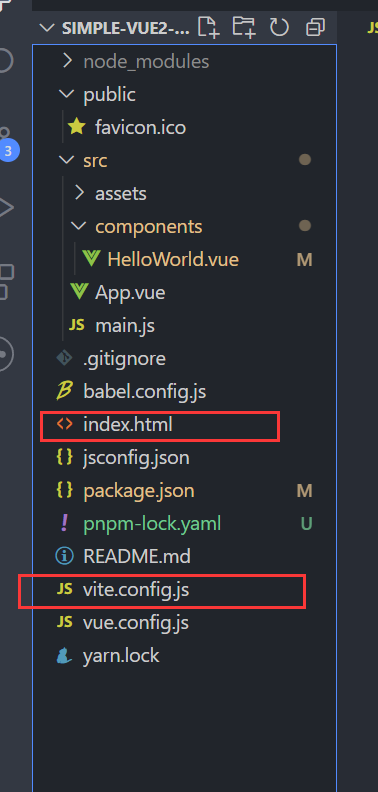 SIMPLE-VUE2-...
JS
node_modules
public
favicon.ico
src
3
assets
components
HelloWorld.vue M
App.vue
JS main.js
.gitignore
babel.config.js
<> index.html
{} jsconfig.json
{} package.json M
! pnpm-lock.yaml U
README.md
JS vite.config.js
JS vue.config.js
yarn.lock